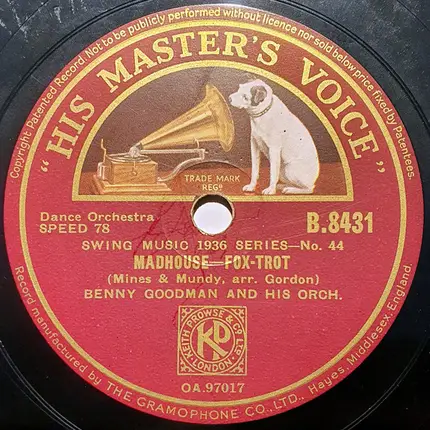 Copyright Patented Record. Not to be publicly performed without licence nor sold below price fixed by Patentees.
"HIS MASTER'S VOICE"
TRADE MARK
REGD
Dance Orchestra
SPEED 78
B.8431
SWING MUSIC 1936 SERIES—No. 44
MADHOUSE—FOX-TROT
(Mines & Mundy, arr. Gordon)
BENNY GOODMAN AND HIS ORCH.
KEITH PROWSE & CO. LTD.
KP
LONDON
OA.97017
Record manufactured by THE GRAMOPHONE CO., LTD., Hayes, Middlesex, England.